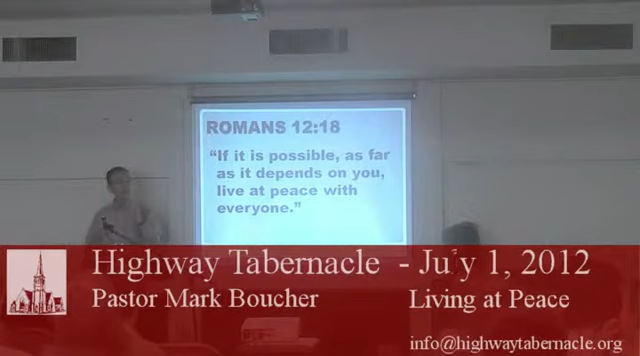 ROMANS 12:18
“If it is possible, as far
as it depends on you,
live at peace with
everyone.”
Highway Tabernacle - July 1, 2012
Pastor Mark Boucher
Living at Peace
info@highwaytabernacle.org